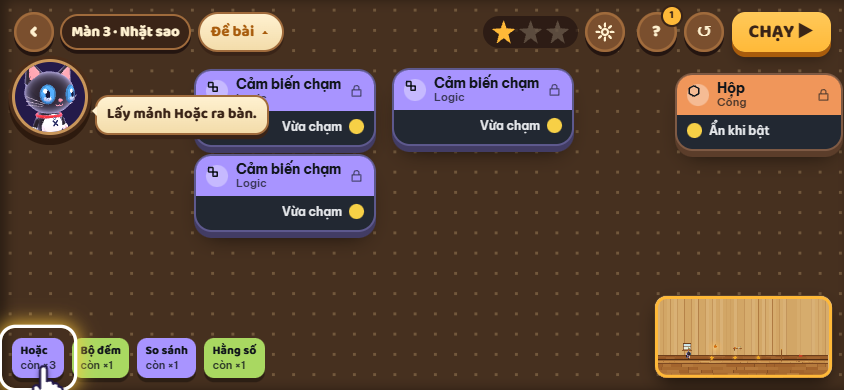 Màn 3 · Nhặt sao
Đề bài
?
1
CHẠY
Cảm biến chạm
Vừa chạm
Lấy mảnh Hoặc ra bàn.
Cảm biến chạm
Logic
Vừa chạm
Cảm biến chạm
Logic
Vừa chạm
Hộp
Cổng
Ẩn khi bật
Hoặc
còn ×3
Bộ đếm
còn ×1
So sánh
còn ×1
Hằng số
còn ×1